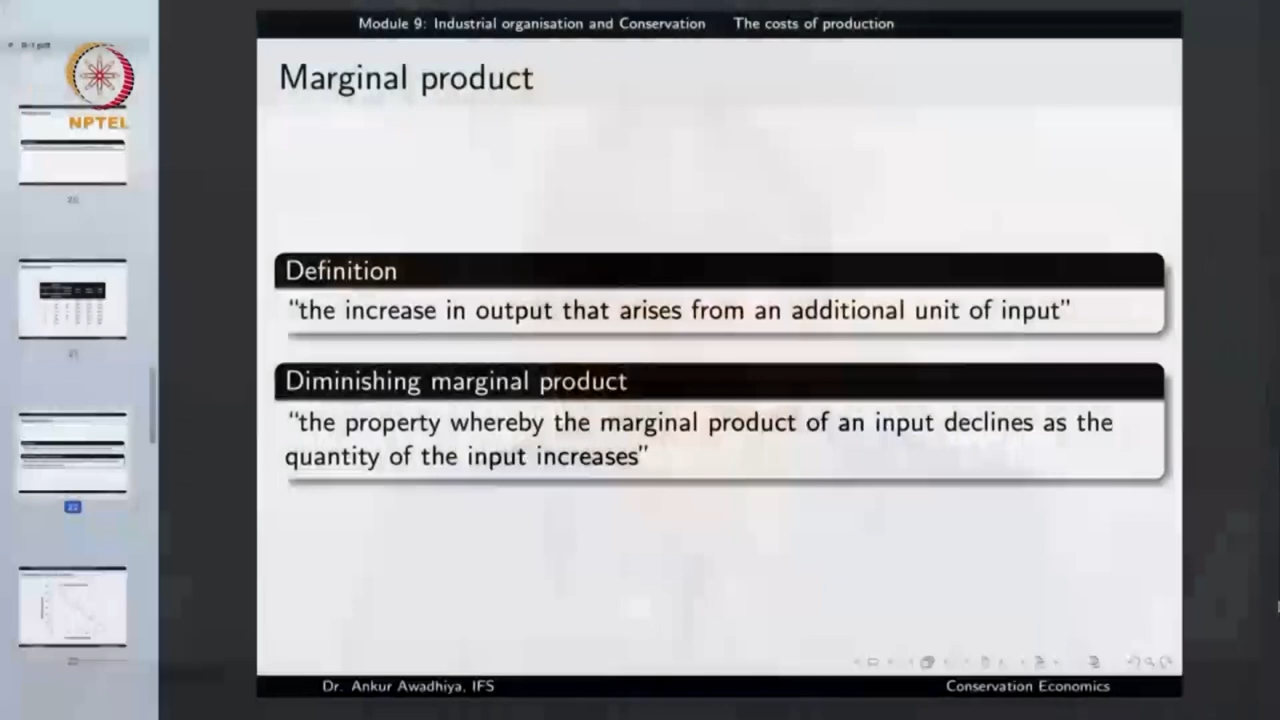 Module 9: Industrial organisation and Conservation The costs of production
NPTEL
Marginal product
Definition
“the increase in output that arises from an additional unit of input”
Diminishing marginal product
“the property whereby the marginal product of an input declines as the
quantity of the input increases”
22
Dr. Ankur Awadhiya, IFS Conservation Economics